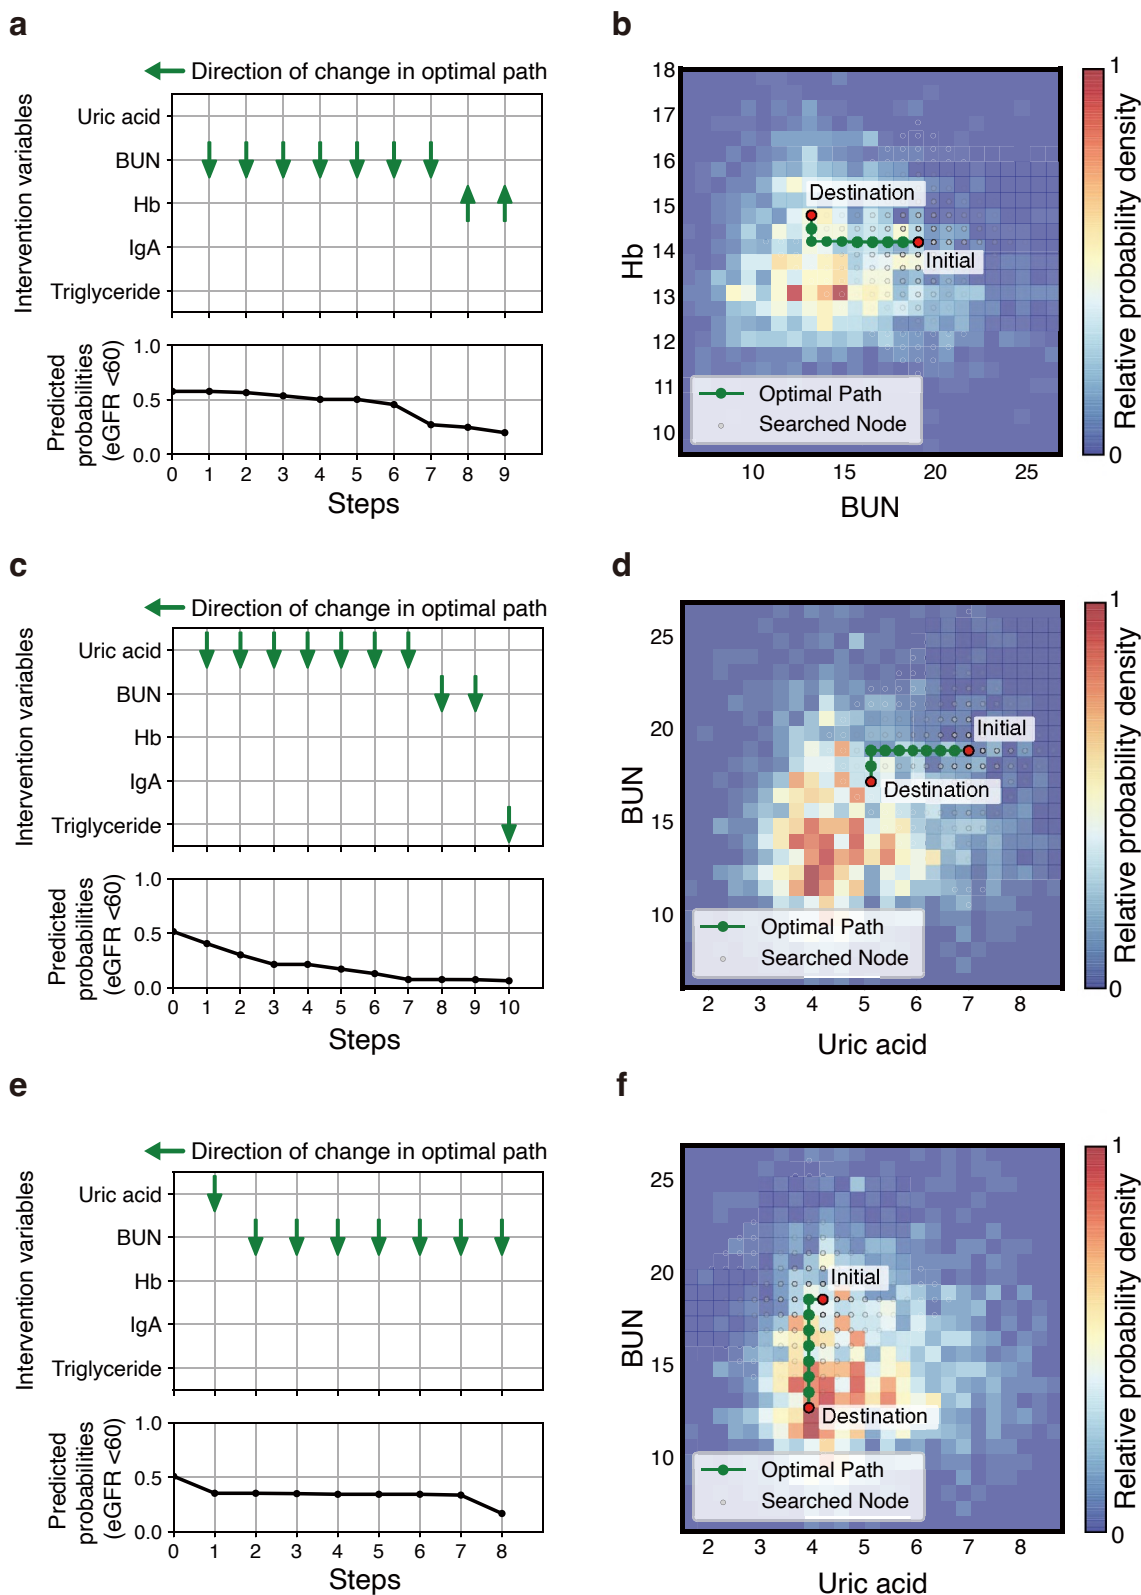 a
Direction of change in optimal path
Intervention variables
Uric acid
BUN
Hb
IgA
Triglyceride
Predicted
probabilities
(eGFR <60)
1.0
0.5
0.0
0 1 2 3 4 5 6 7 8 9
Steps
b
18
17
16
15
14
13
12
11
10
Hb
Destination
Initial
Optimal Path
Searched Node
10 15 20 25
BUN
1
0
Relative probability density
c
Direction of change in optimal path
Intervention variables
Uric acid
BUN
Hb
IgA
Triglyceride
Predicted
probabilities
(eGFR <60)
1.0
0.5
0.0
0 1 2 3 4 5 6 7 8 9 10
Steps
d
25
20
15
10
BUN
Initial
Destination
Optimal Path
Searched Node
2 3 4 5 6 7 8
Uric acid
1
0
Relative probability density
e
Direction of change in optimal path
Intervention variables
Uric acid
BUN
Hb
IgA
Triglyceride
Predicted
probabilities
(eGFR <60)
1.0
0.5
0.0
0 1 2 3 4 5 6 7 8
Steps
f
25
20
15
10
BUN
Initial
Destination
Optimal Path
Searched Node
2 3 4 5 6 7 8
Uric acid
1
0
Relative probability density